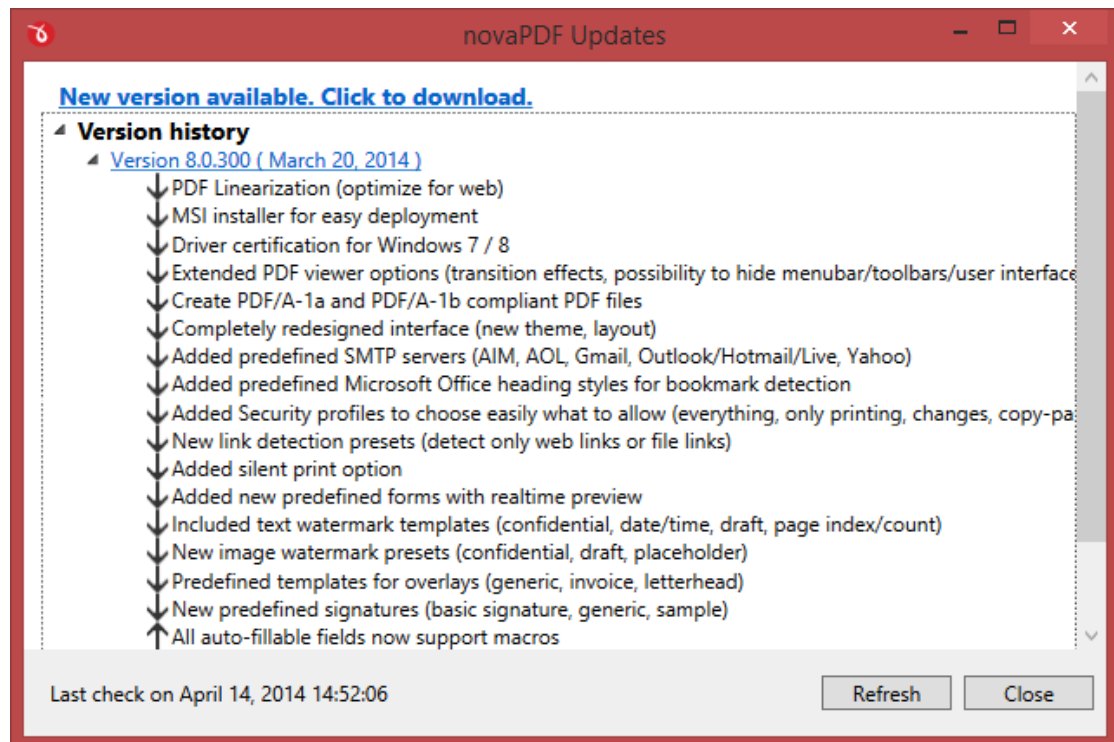 novaPDF Updates
New version available. Click to download.
Version history
Version 8.0.300 ( March 20, 2014 )
PDF Linearization (optimize for web)
MSI installer for easy deployment
Driver certification for Windows 7 / 8
Extended PDF viewer options (transition effects, possibility to hide menubar/toolbars/user interface
Create PDF/A-1a and PDF/A-1b compliant PDF files
Completely redesigned interface (new theme, layout)
Added predefined SMTP servers (AIM, AOL, Gmail, Outlook/Hotmail/Live, Yahoo)
Added predefined Microsoft Office heading styles for bookmark detection
Added Security profiles to choose easily what to allow (everything, only printing, changes, copy-pa
New link detection presets (detect only web links or file links)
Added silent print option
Added new predefined forms with realtime preview
Included text watermark templates (confidential, date/time, draft, page index/count)
New image watermark presets (confidential, draft, placeholder)
Predefined templates for overlays (generic, invoice, letterhead)
New predefined signatures (basic signature, generic, sample)
All auto-fillable fields now support macros
Last check on April 14, 2014 14:52:06
Refresh
Close